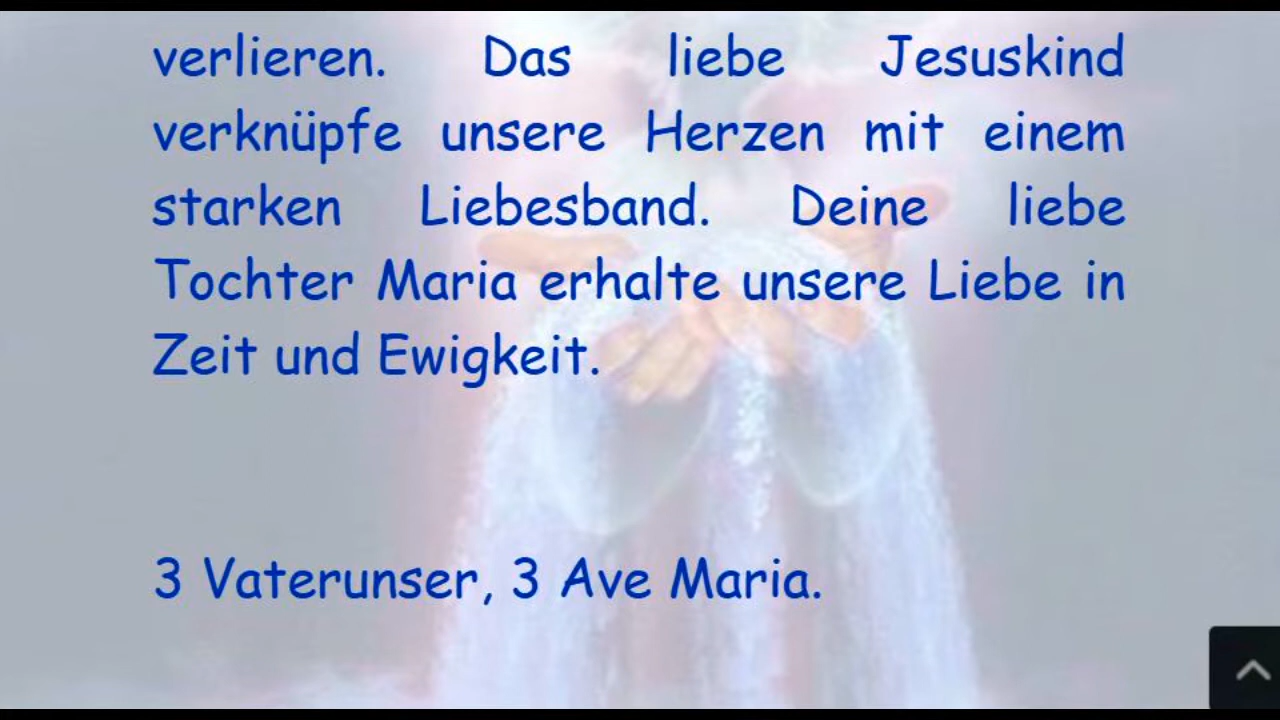 verlieren. Das liebe Jesuskind
verknüpfe unsere Herzen mit einem
starken Liebesband. Deine liebe
Tochter Maria erhalte unsere Liebe in
Zeit und Ewigkeit.
3 Vaterunser, 3 Ave Maria.